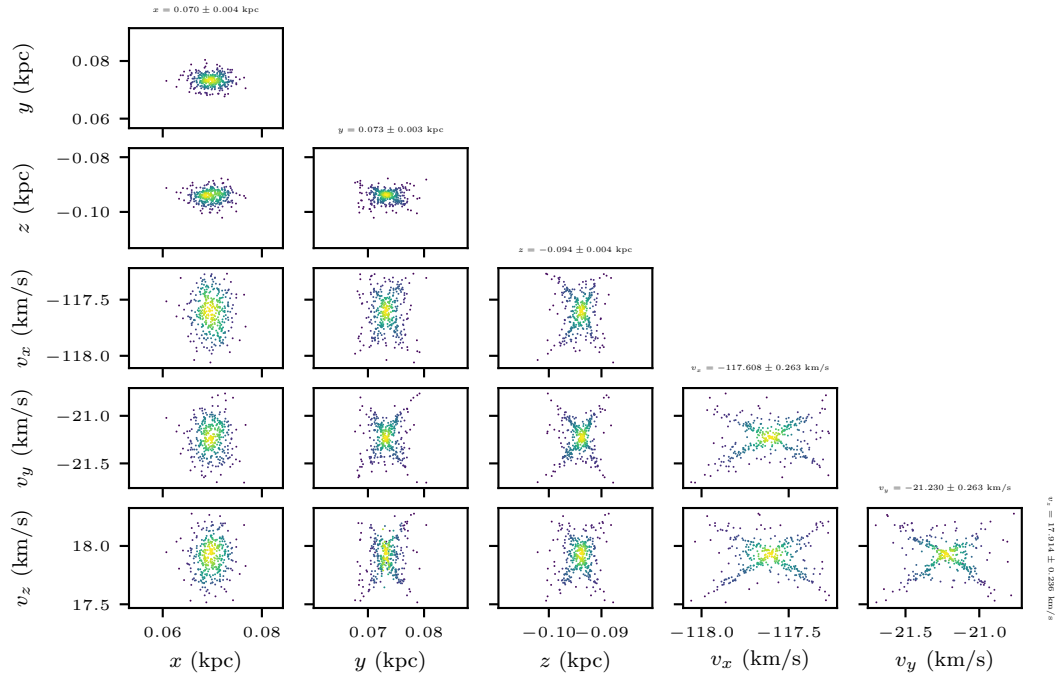 x = 0.070 ± 0.004 kpc
y (kpc)
0.08
0.06
y = 0.073 ± 0.003 kpc
z (kpc)
−0.08
−0.10
z = −0.094 ± 0.004 kpc
v_x (km/s)
−117.5
−118.0
v_x = −117.608 ± 0.263 km/s
v_y (km/s)
−21.0
−21.5
v_y = −21.230 ± 0.263 km/s
v_z (km/s)
18.0
17.5
v_z = 17.914 ± 0.236 km/s
0.06 0.08 0.07 0.08 −0.10 −0.09 −118.0 −117.5 −21.5 −21.0
x (kpc) y (kpc) z (kpc) v_x (km/s) v_y (km/s)